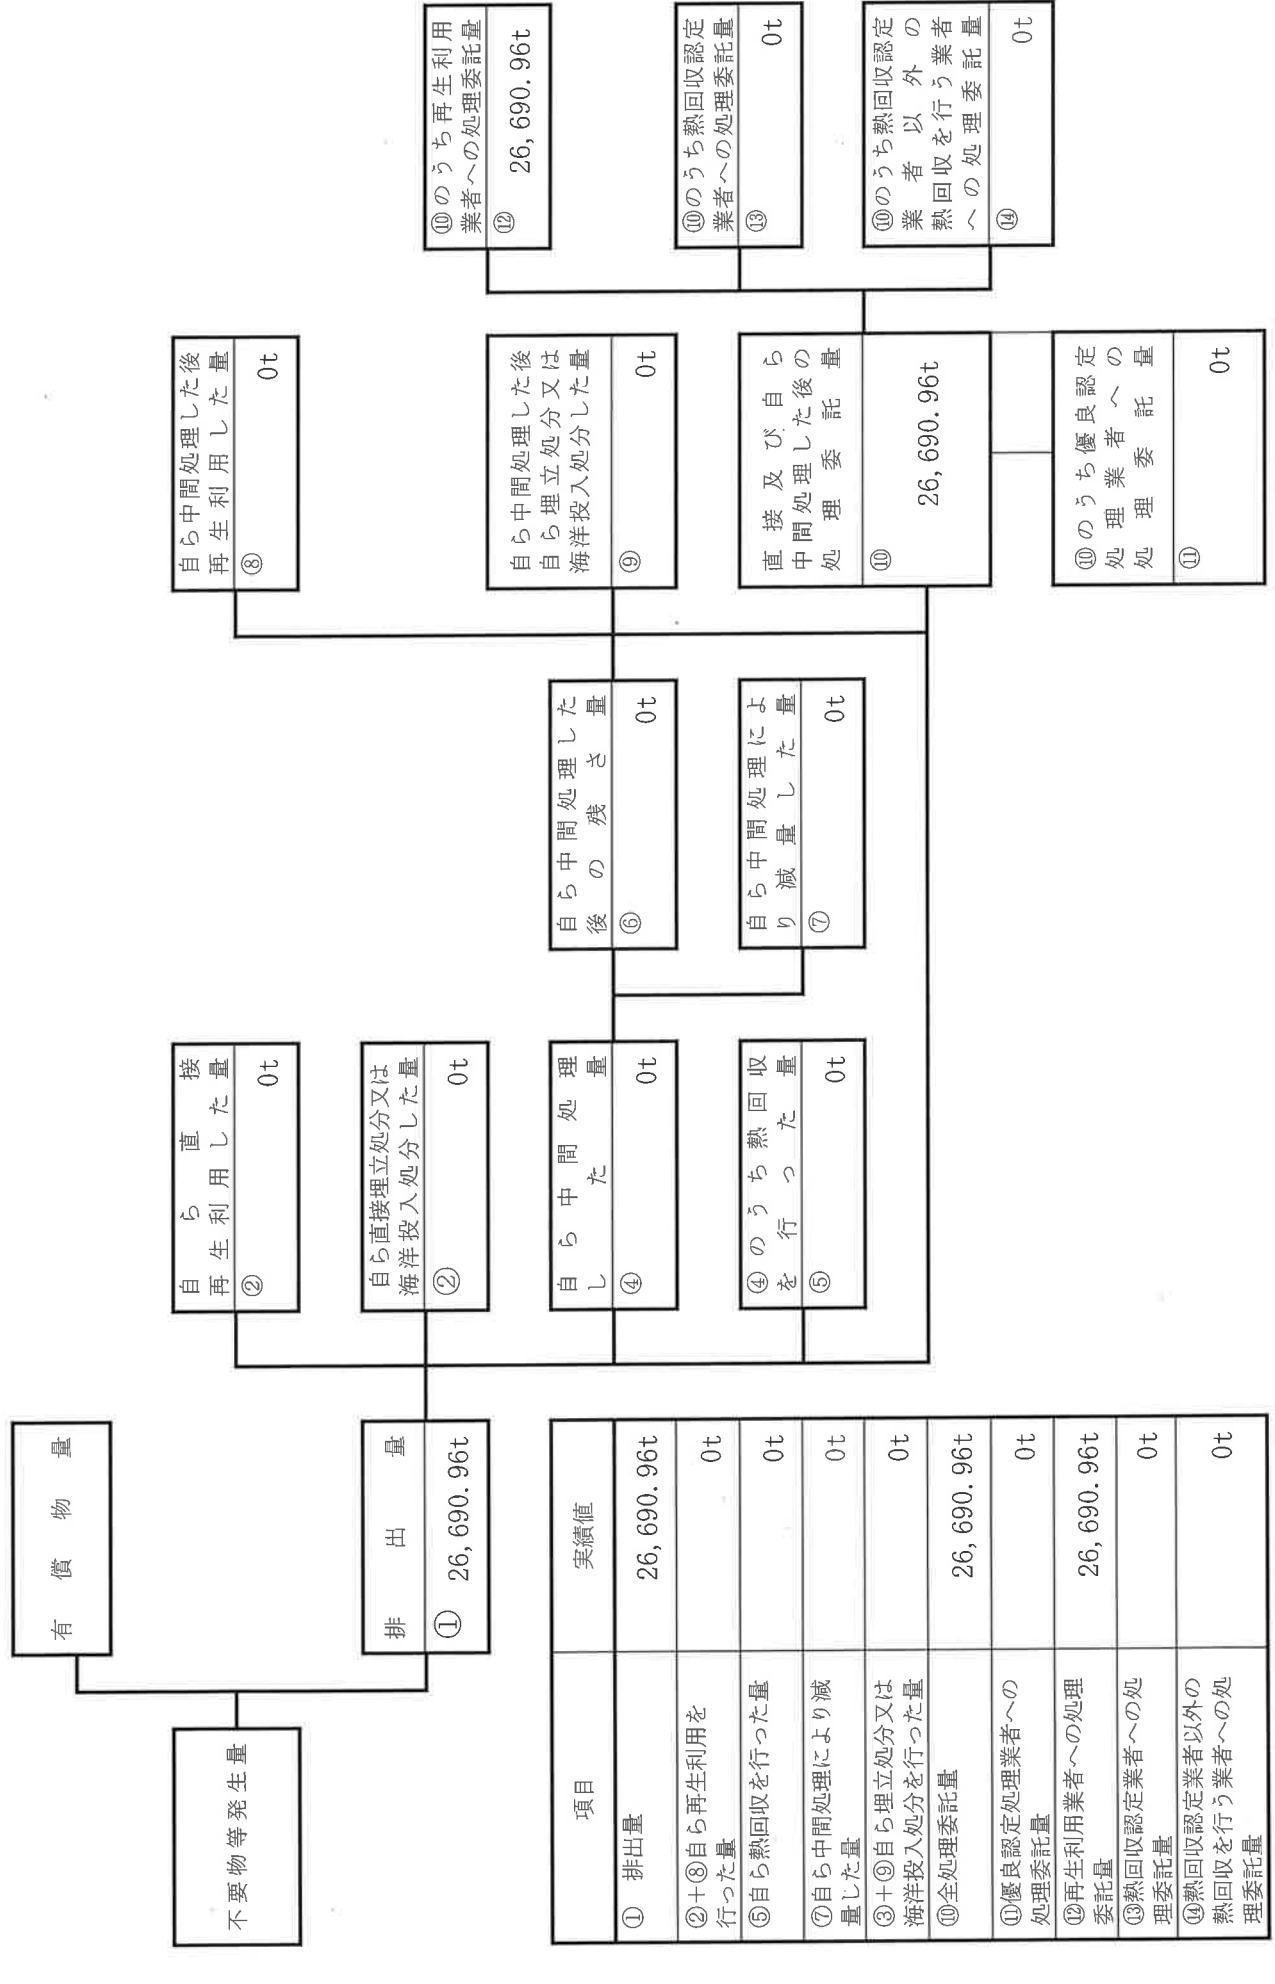 不要物等発生量
有償物量
排出量
① 26,690.96t
自ら直接
再生利用した量
②
0t
自ら直接埋立処分又は
海洋投入処分した量
②
0t
自ら中間処理
した量
④
0t
④のうち熱回収
を行った量
⑤
0t
自ら中間処理した
後の残さ量
⑥
0t
自ら中間処理によ
り減量した量
⑦
0t
自ら中間処理した後
再生利用した量
⑧
0t
自ら中間処理した後
自ら埋立処分又は
海洋投入処分した量
⑨
0t
直接及び自ら
中間処理した後の
処理委託量
⑩
26,690.96t
⑩のうち優良認定
処理業者への
処理委託量
⑪
0t
⑩のうち再生利用
業者への処理委託量
⑫
26,690.96t
⑩のうち熱回収認定
業者への処理委託量
⑬
0t
⑩のうち熱回収認定
業者以外の
熱回収を行う業者
への処理委託量
⑭
0t
項目 実績値
① 排出量 26,690.96t
②+⑧自ら再生利用を
行った量
0t
⑤自ら熱回収を行った量 0t
⑦自ら中間処理により減
量した量
0t
③+⑨自ら埋立処分又は
海洋投入処分を行った量
0t
⑩全処理委託量 26,690.96t
⑪優良認定処理業者への
処理委託量
0t
⑫再生利用業者への処理
委託量
26,690.96t
⑬熱回収認定業者への処
理委託量
0t
⑭熱回収認定業者以外の
熱回収を行う業者への処
理委託量
0t